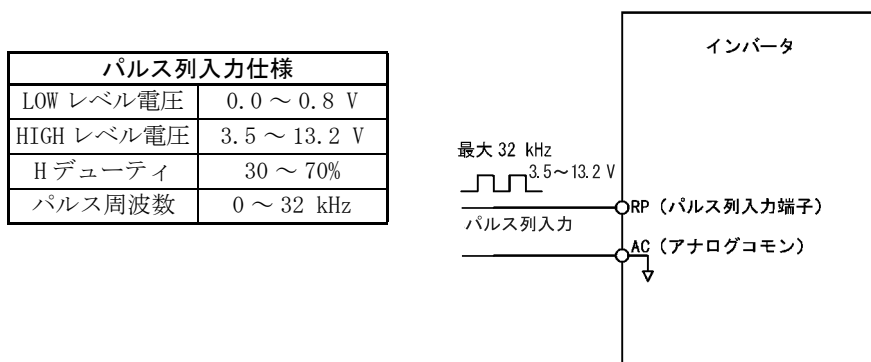 パルス列入力仕様
LOW レベル電圧 0.0 ～ 0.8 V
HIGH レベル電圧 3.5 ～ 13.2 V
H デューティ 30 ～ 70%
パルス周波数 0 ～ 32 kHz
インバータ
最大 32 kHz
3.5～13.2 V
RP（パルス列入力端子）
パルス列入力
AC（アナログコモン）